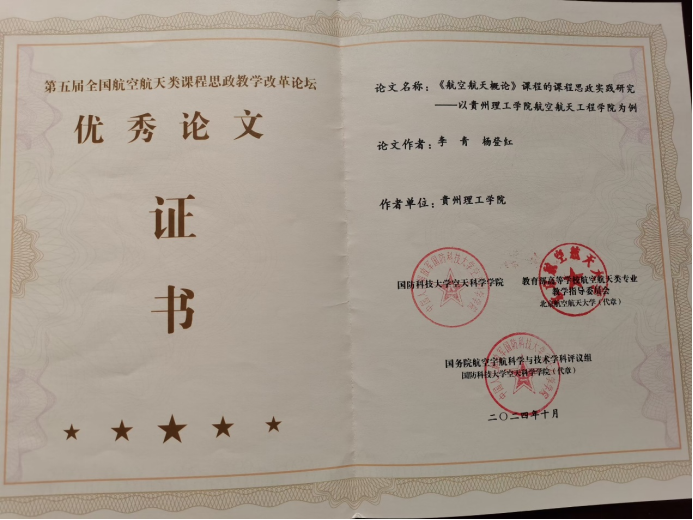 第五届全国航空航天类课程思政教学改革论坛
优秀论文
证
书
论文名称：《航空航天概论》课程的课程思政实践研究
——以贵州理工学院航空航天工程学院为例
论文作者：李 青 杨登红
作者单位：贵州理工学院
国防科技大学空天科学学院
教育部高等学校航空航天类专业
教学指导委员会
北京航空航天大学（代章）
国务院航空宇航科学与技术学科评议组
国防科技大学空天科学学院（代章）
二〇二四年十月